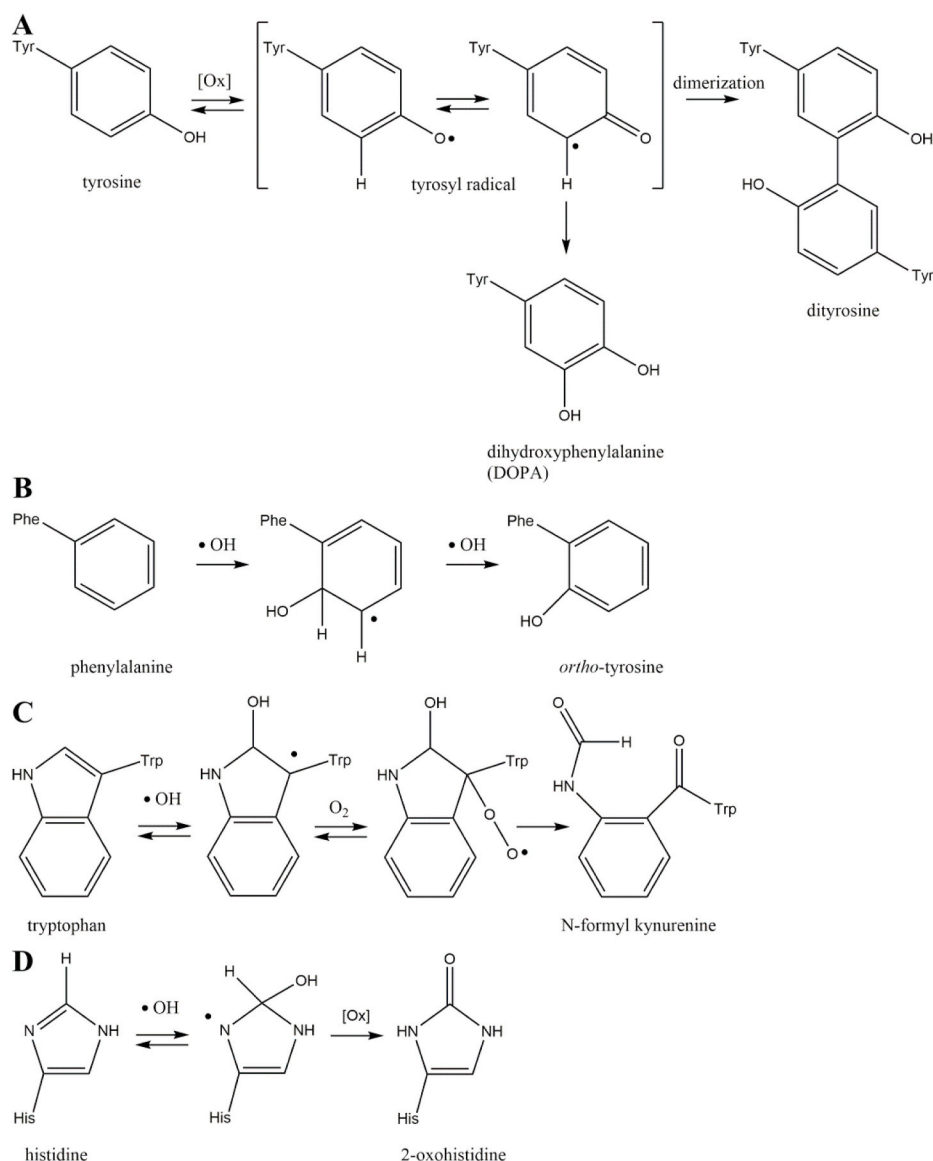 A
Tyr
[Ox]
OH
tyrosine
Tyr
O•
H
tyrosyl radical
Tyr
O
•
H
dimerization
Tyr
OH
HO
Tyr
dityrosine
Tyr
OH
OH
dihydroxyphenylalanine
(DOPA)
B
Phe
• OH
Phe
HO
H
•
H
• OH
Phe
HO
phenylalanine
ortho-tyrosine
C
HN
Trp
• OH
OH
•
HN
Trp
O2
OH
HN
Trp
O
O•
O
H
HN
O
Trp
tryptophan
N-formyl kynurenine
D
H
N
NH
His
• OH
H
OH
•
N
NH
His
[Ox]
O
HN
NH
His
histidine
2-oxohistidine